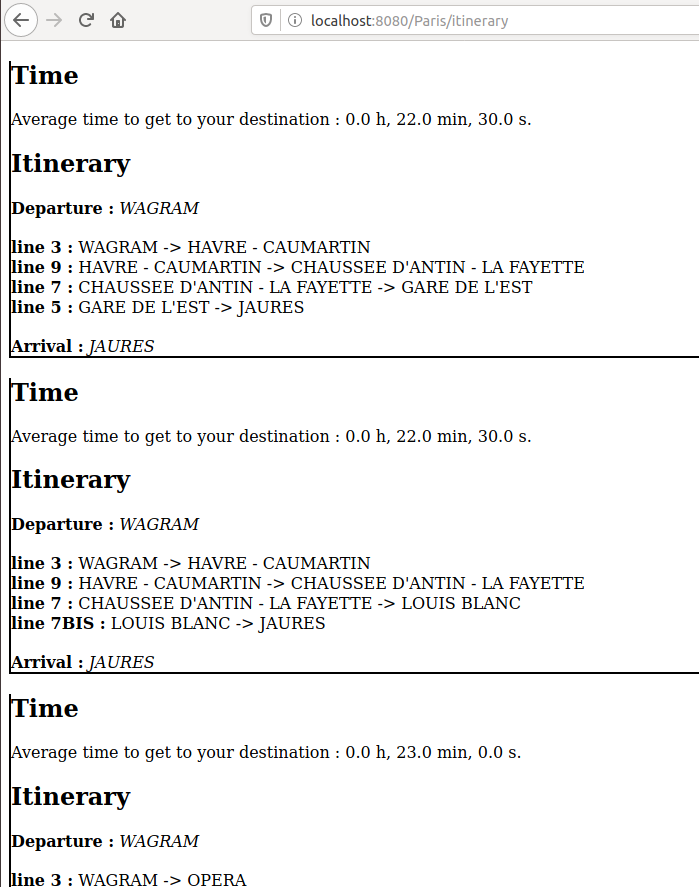 localhost:8080/Paris/itinerary
Time
Average time to get to your destination : 0.0 h, 22.0 min, 30.0 s.
Itinerary
Departure : WAGRAM
line 3 : WAGRAM -> HAVRE - CAUMARTIN
line 9 : HAVRE - CAUMARTIN -> CHAUSSEE D'ANTIN - LA FAYETTE
line 7 : CHAUSSEE D'ANTIN - LA FAYETTE -> GARE DE L'EST
line 5 : GARE DE L'EST -> JAURES
Arrival : JAURES
Time
Average time to get to your destination : 0.0 h, 22.0 min, 30.0 s.
Itinerary
Departure : WAGRAM
line 3 : WAGRAM -> HAVRE - CAUMARTIN
line 9 : HAVRE - CAUMARTIN -> CHAUSSEE D'ANTIN - LA FAYETTE
line 7 : CHAUSSEE D'ANTIN - LA FAYETTE -> LOUIS BLANC
line 7BIS : LOUIS BLANC -> JAURES
Arrival : JAURES
Time
Average time to get to your destination : 0.0 h, 23.0 min, 0.0 s.
Itinerary
Departure : WAGRAM
line 3 : WAGRAM -> OPERA